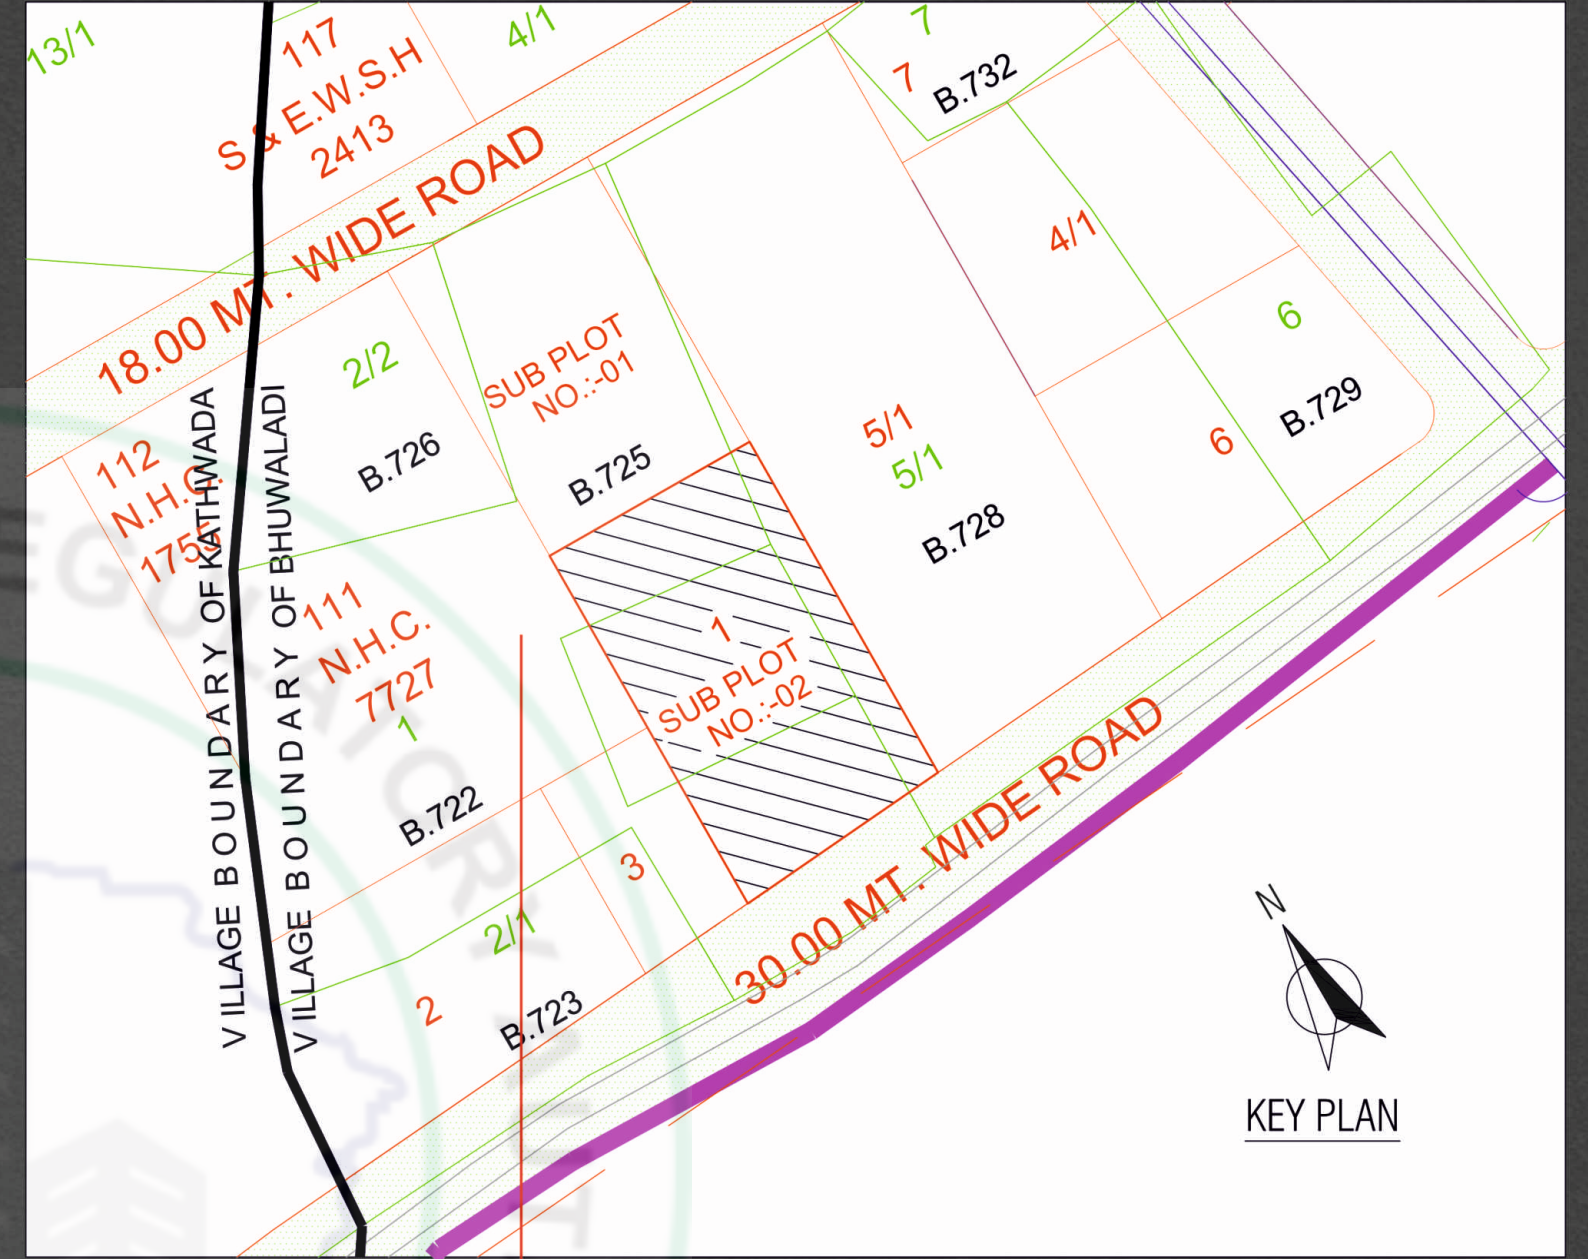 13/1
117
S & E.W.S.H
2413
4/1
7
7
B.732
18.00 MT. WIDE ROAD
4/1
6
B.729
6
2/2
B.726
SUB PLOT
NO.:-01
B.725
5/1
5/1
B.728
112
N.H.C.
1755
VILLAGE BOUNDARY OF KATHWADA
VILLAGE BOUNDARY OF BHUWALADI
111
N.H.C.
7727
1
B.722
1
SUB PLOT
NO.:-02
3
2/1
2
B.723
30.00 MT. WIDE ROAD
N
KEY PLAN
EGULATORY AUT